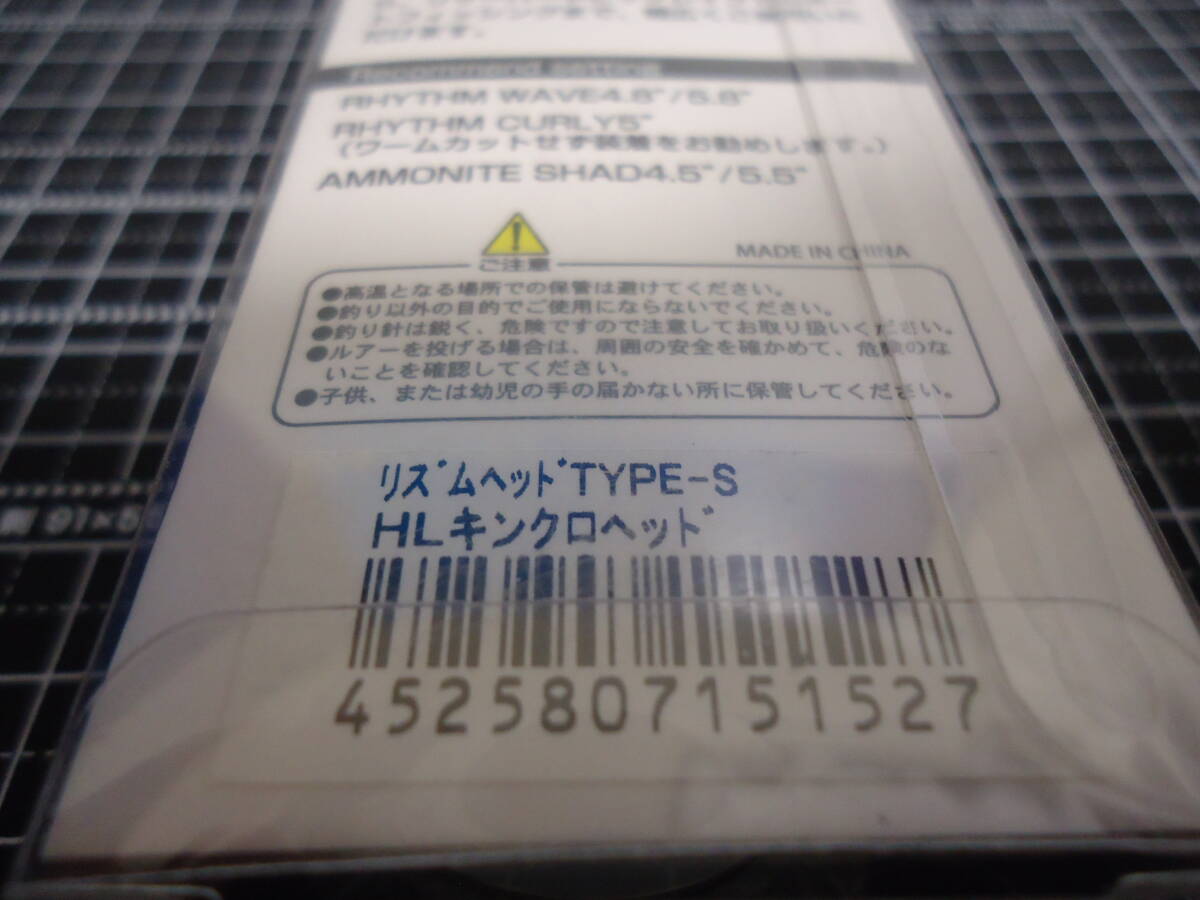 けます。
Recommend Setting
RHYTHM WAVE4.8"/5.8"
RHYTHM CURLY5"
(ワームカットせず装着をお勧めします。)
AMMONITE SHAD4.5"/5.5"
ご注意
MADE IN CHINA
●高温となる場所での保管は避けてください。
●釣り以外の目的でご使用にならないでください。
●釣り針は鋭く、危険ですので注意してお取り扱いください。
●ルアーを投げる場合は、周囲の安全を確かめて、危険のな
いことを確認してください。
●子供、または幼児の手の届かない所に保管してください。
ﾘｽﾞﾑﾍｯﾄﾞTYPE-S
HLキンクロヘッド
4525807151527